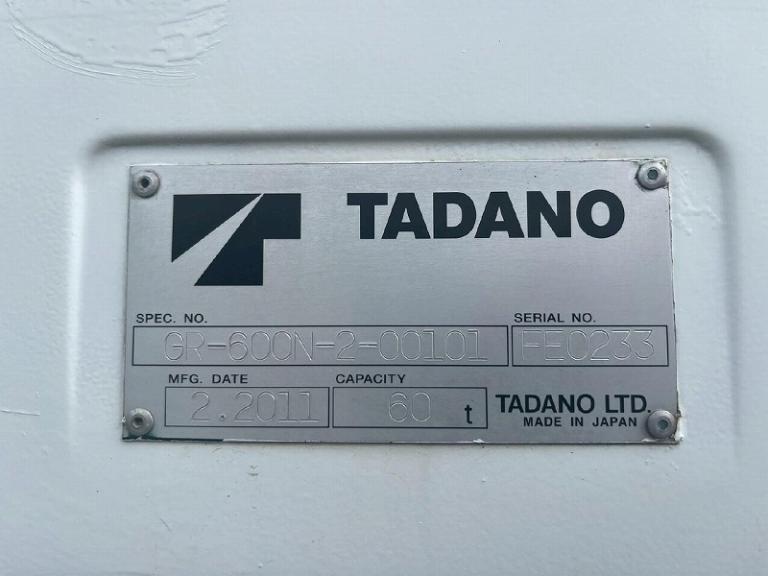 TADANO
SPEC. NO. SERIAL NO.
GR-600N-2-00101 FE0233
MFG. DATE CAPACITY
2.2011 60 t TADANO LTD.
MADE IN JAPAN